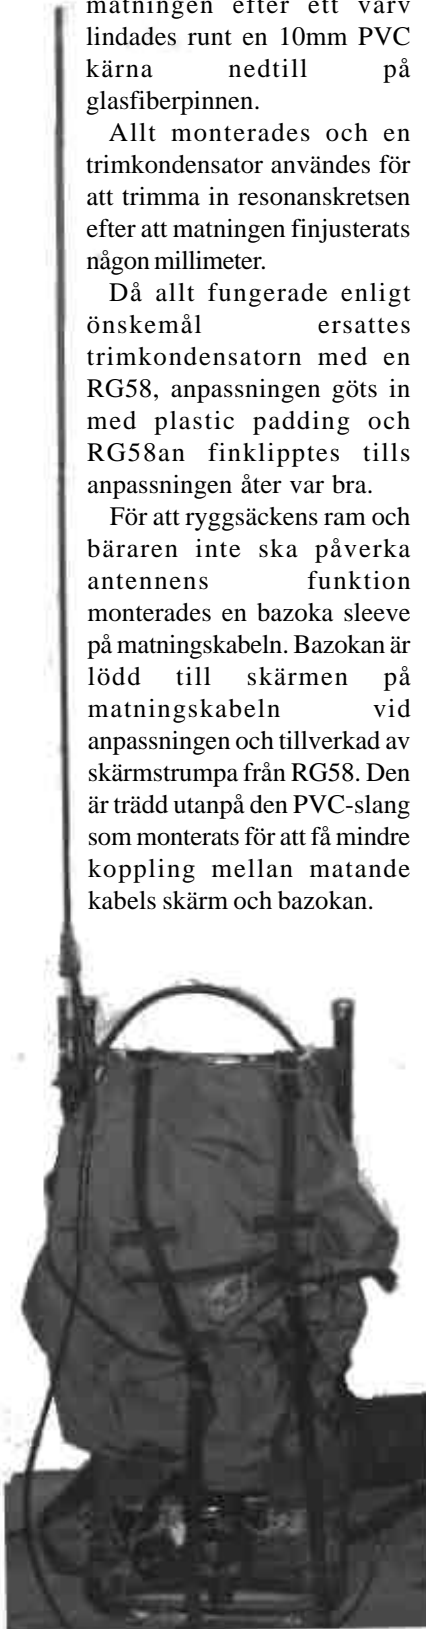 matningen efter ett varv
lindades runt en 10mm PVC
kärna nedtill på
glasfiberpinnen.
Allt monterades och en
trimkondensator användes för
att trimma in resonanskretsen
efter att matningen finjusterats
någon millimeter.
Då allt fungerade enligt
önskemål ersattes
trimkondensatorn med en
RG58, anpassningen göts in
med plastic padding och
RG58an finklipptes tills
anpassningen åter var bra.
För att ryggsäckens ram och
bäraren inte ska påverka
antennens funktion
monterades en bazoka sleeve
på matningskabeln. Bazokan är
lödd till skärmen på
matningskabeln vid
anpassningen och tillverkad av
skärmstrumpa från RG58. Den
är trädd utanpå den PVC-slang
som monterats för att få mindre
koppling mellan matande
kabels skärm och bazokan.